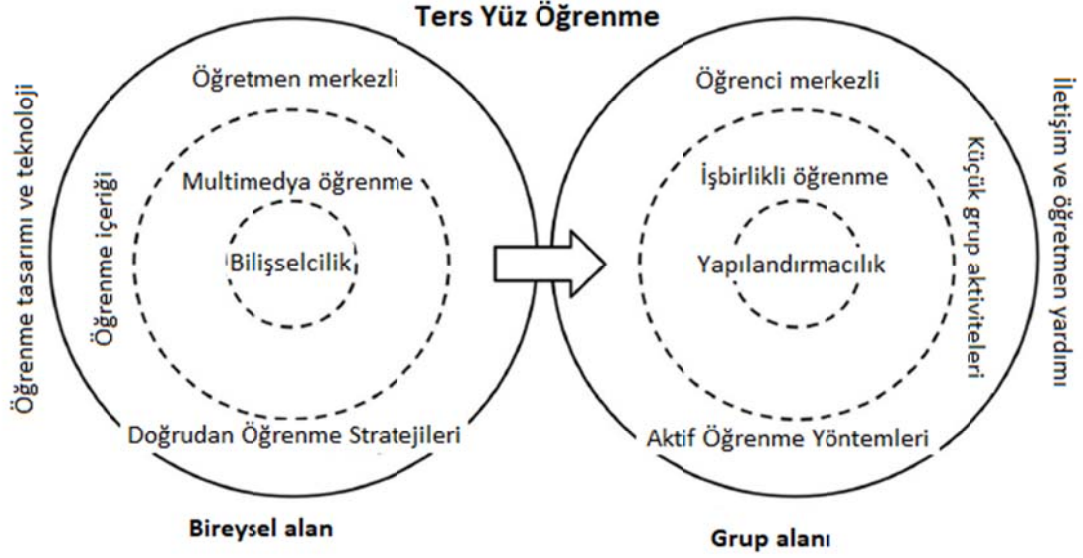 Ters Yüz Öğrenme
Öğrenme tasarımı ve teknoloji
Öğretmen merkezli
Öğrenme içeriği
Multimedya öğrenme
Bilişselcilik
Doğrudan Öğrenme Stratejileri
Bireysel alan
Öğrenci merkezli
İşbirlikli öğrenme
Yapılandırmacılık
Küçük grup aktiviteleri
Aktif Öğrenme Yöntemleri
İletişim ve öğretmen yardımı
Grup alanı